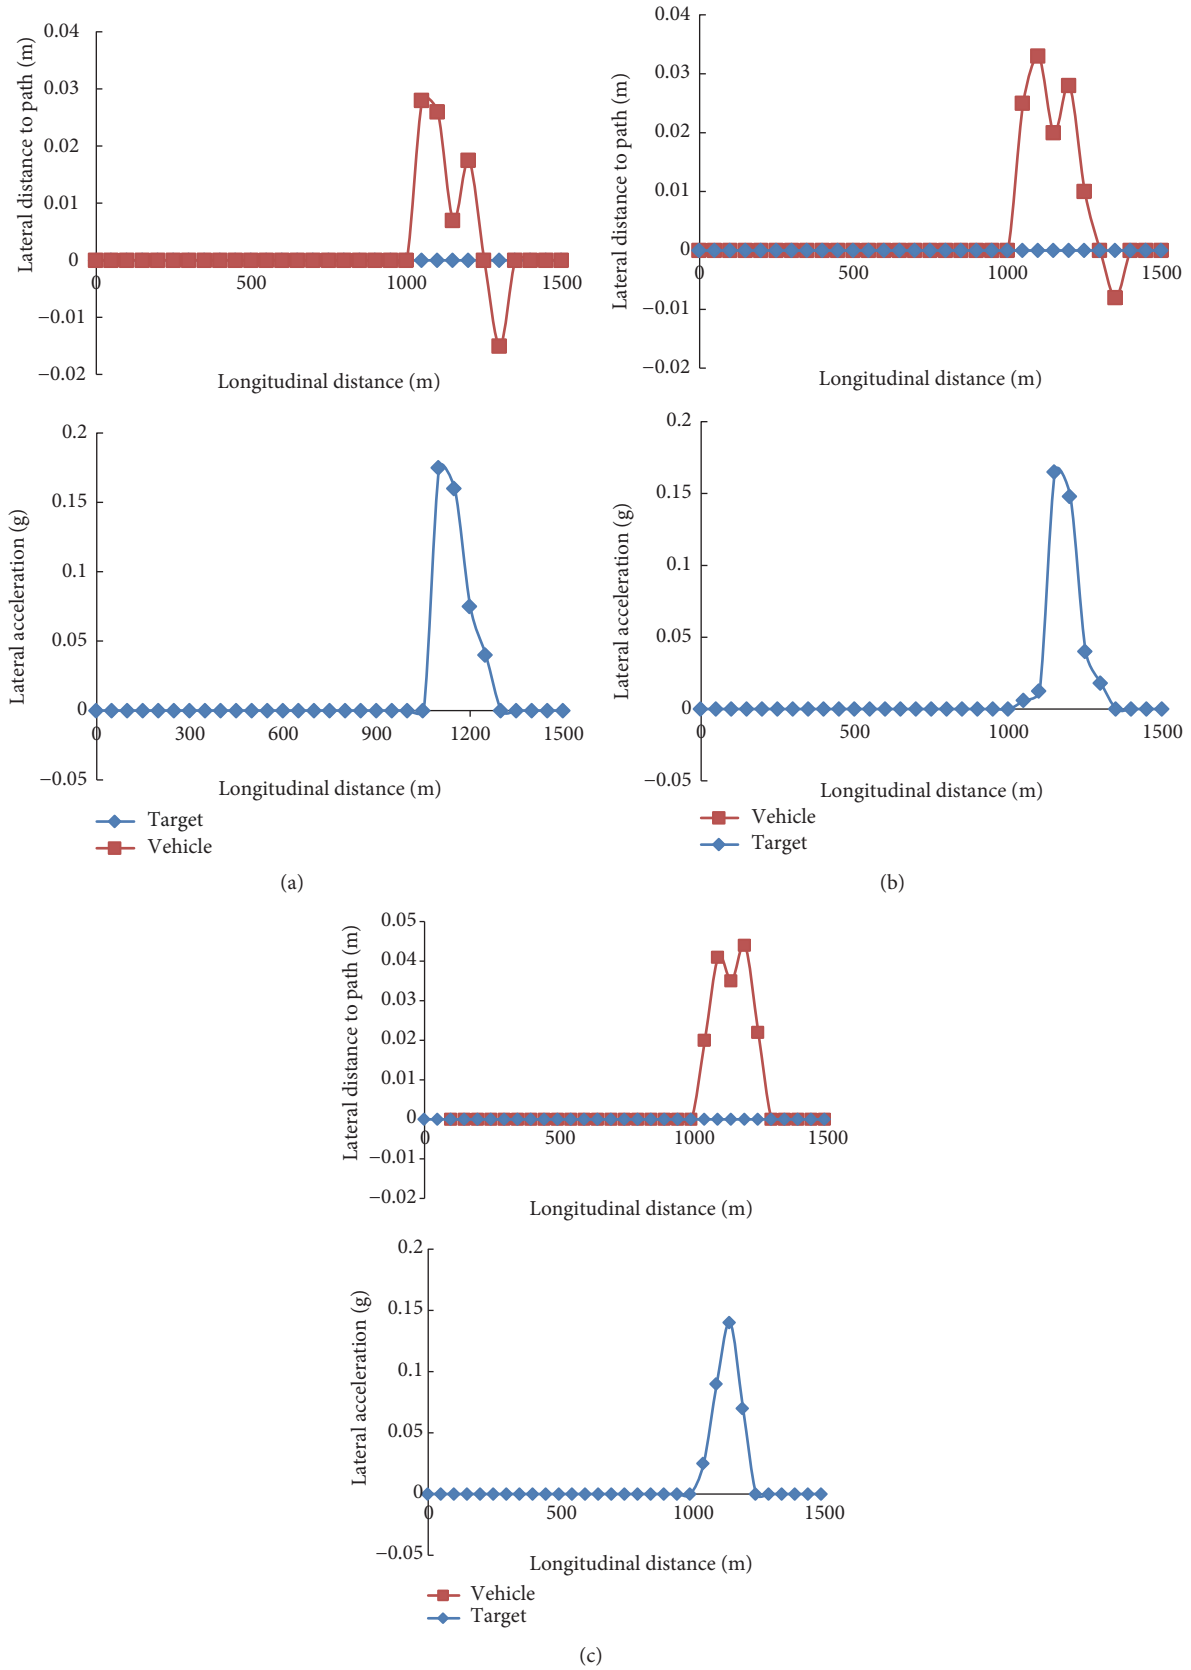 0.04
0.03
0.02
0.01
0
−0.01
−0.02
Lateral distance to path (m)
0 500 1000 1500
Longitudinal distance (m)
0.2
0.15
0.1
0.05
0
−0.05
Lateral acceleration (g)
0 300 600 900 1200 1500
Longitudinal distance (m)
Target
Vehicle
(a)
0.04
0.03
0.02
0.01
0
−0.01
−0.02
Lateral distance to path (m)
0 500 1000 1500
Longitudinal distance (m)
0.2
0.15
0.1
0.05
0
−0.05
Lateral acceleration (g)
0 500 1000 1500
Longitudinal distance (m)
Vehicle
Target
(b)
0.05
0.04
0.03
0.02
0.01
0
−0.01
−0.02
Lateral distance to path (m)
0 500 1000 1500
Longitudinal distance (m)
0.2
0.15
0.1
0.05
0
−0.05
Lateral acceleration (g)
0 500 1000 1500
Longitudinal distance (m)
Vehicle
Target
(c)